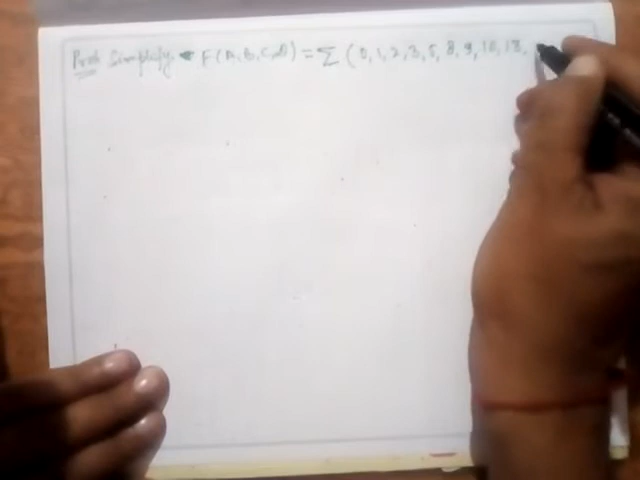 Prob Simplify F(A,B,C,D) = Σ (0,1,2,3,5,8,9,10,13,